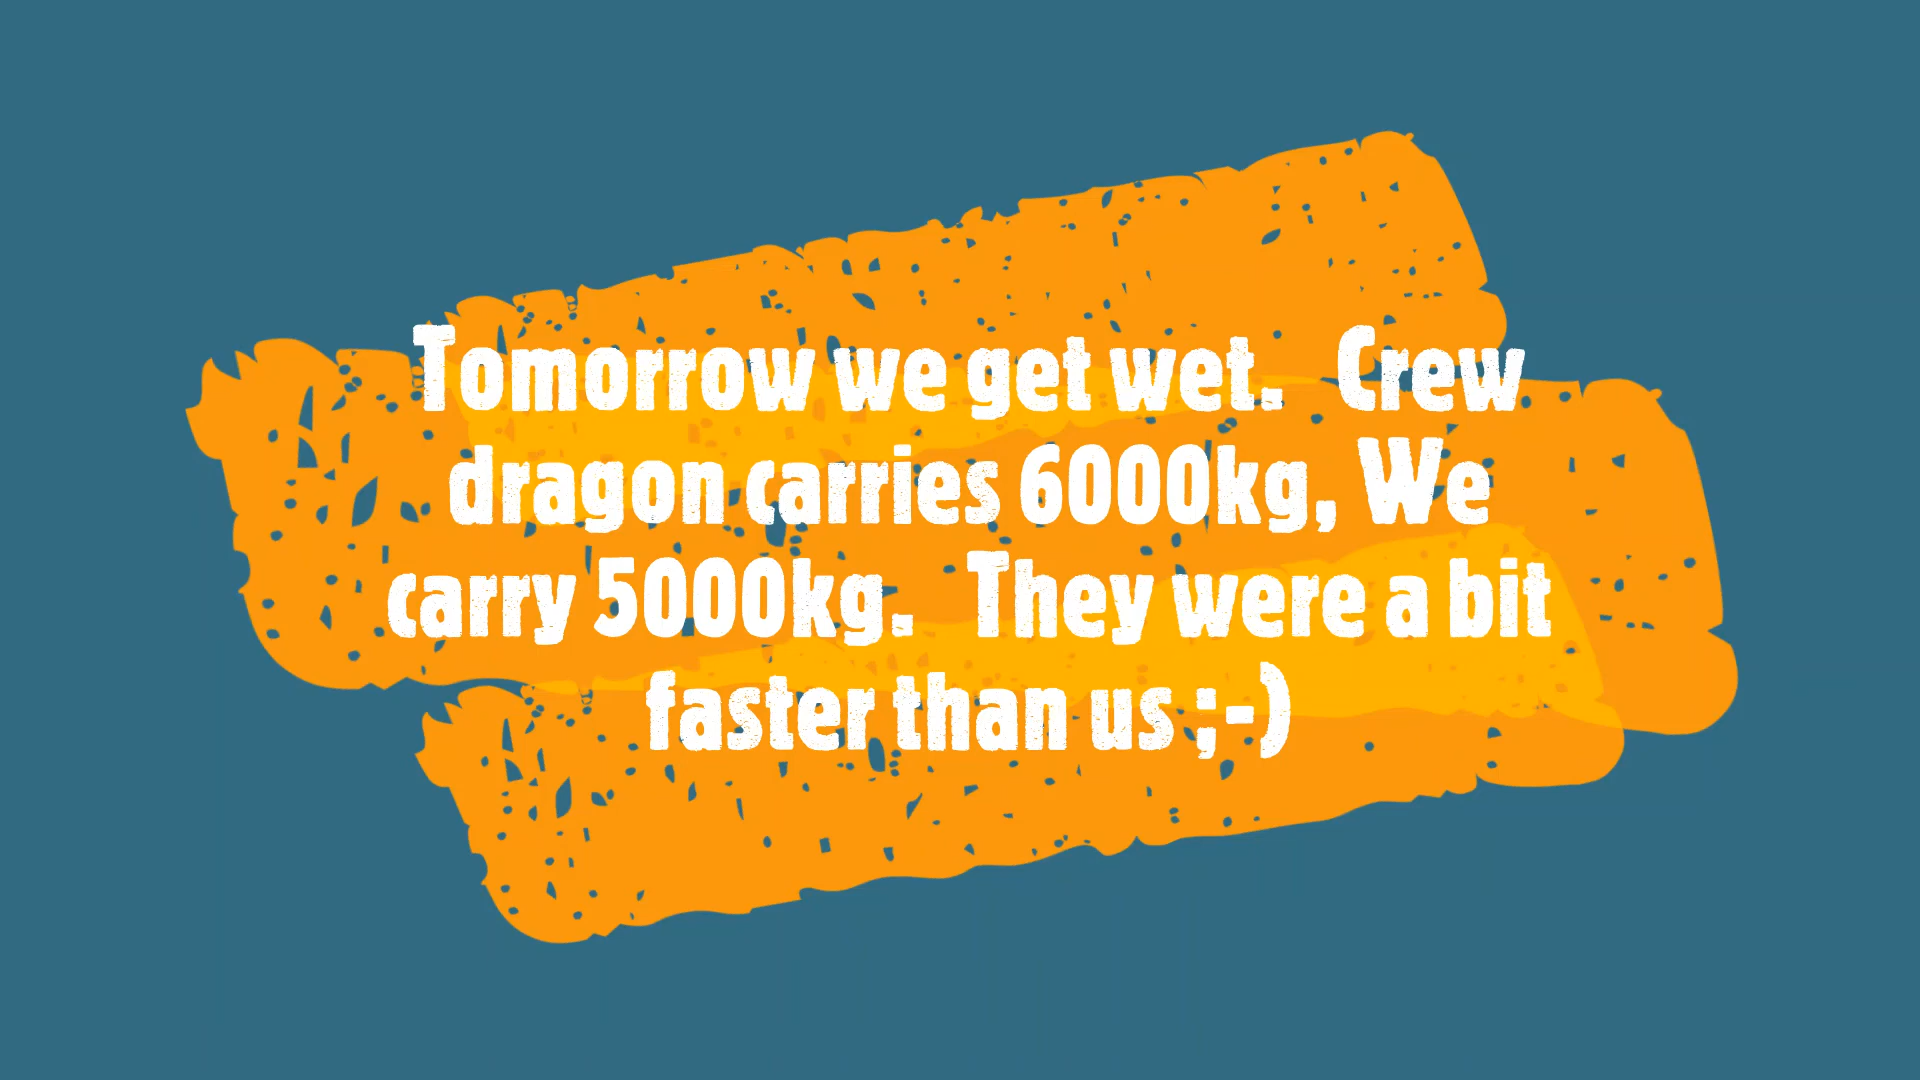 Tomorrow we get wet. Crew
dragon carries 6000kg, We
carry 5000kg. They were a bit
faster than us ;-)